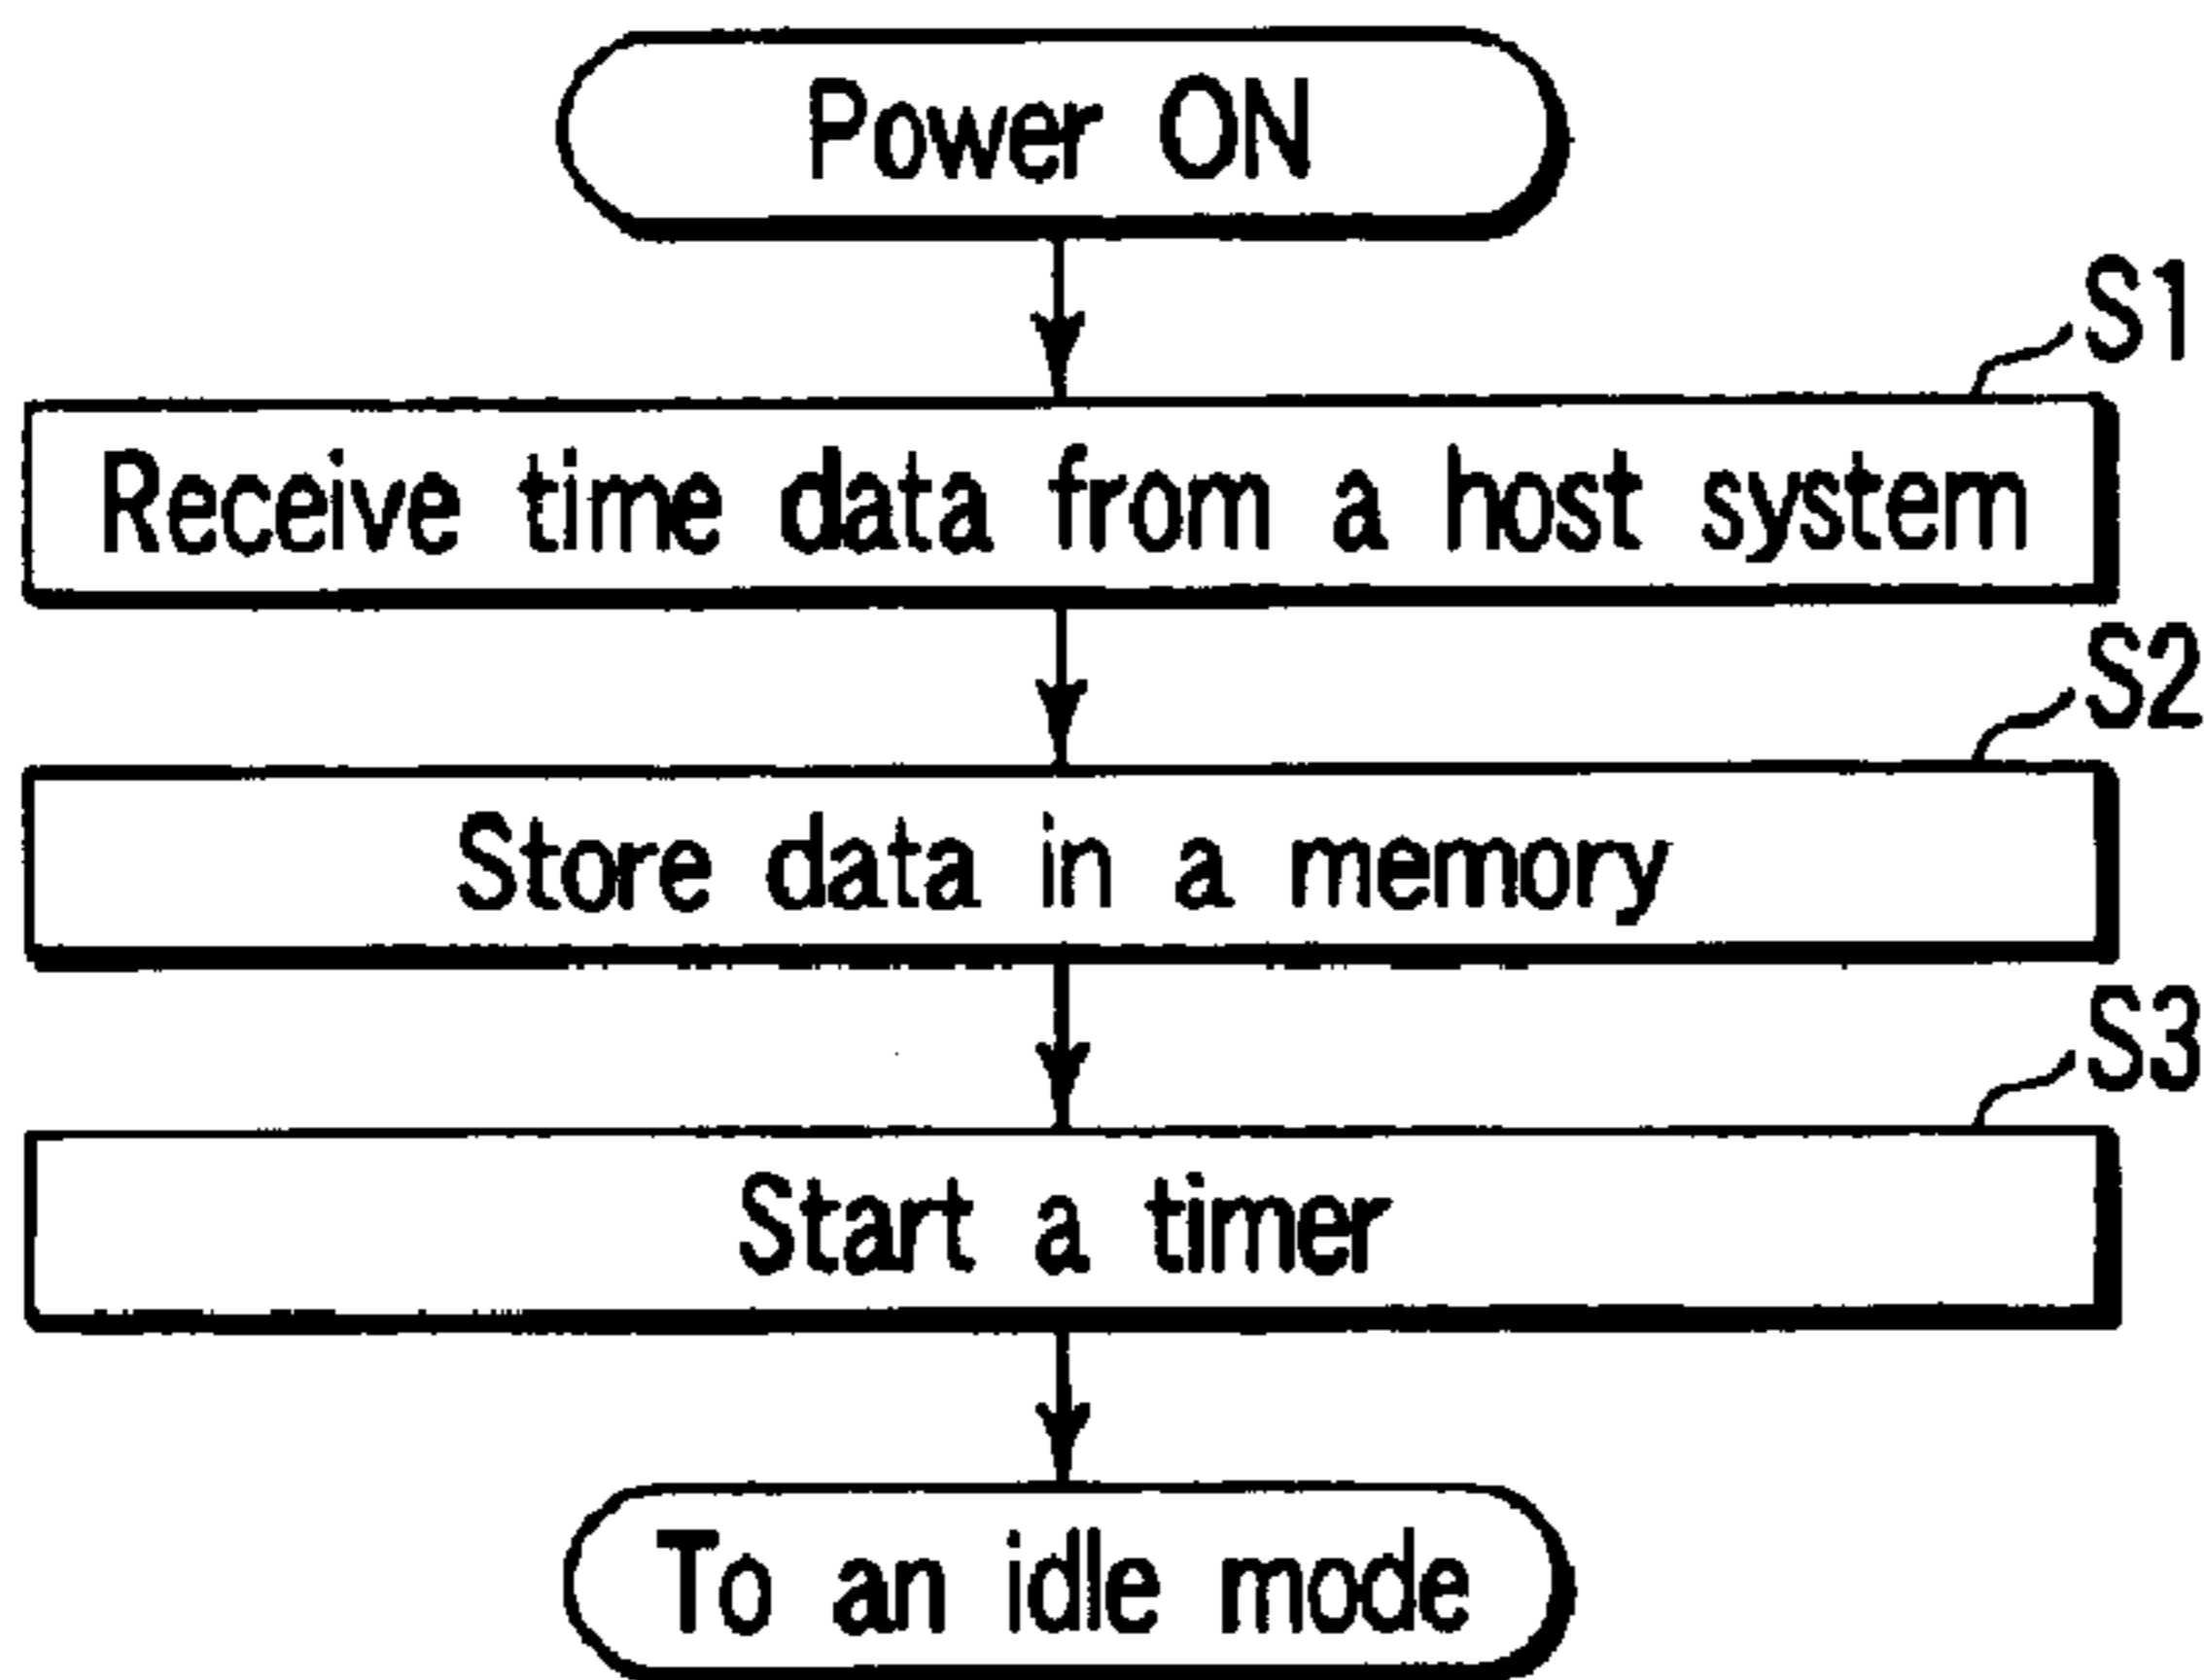 Power ON
S1
Receive time data from a host system
S2
Store data in a memory
S3
Start a timer
To an idle mode